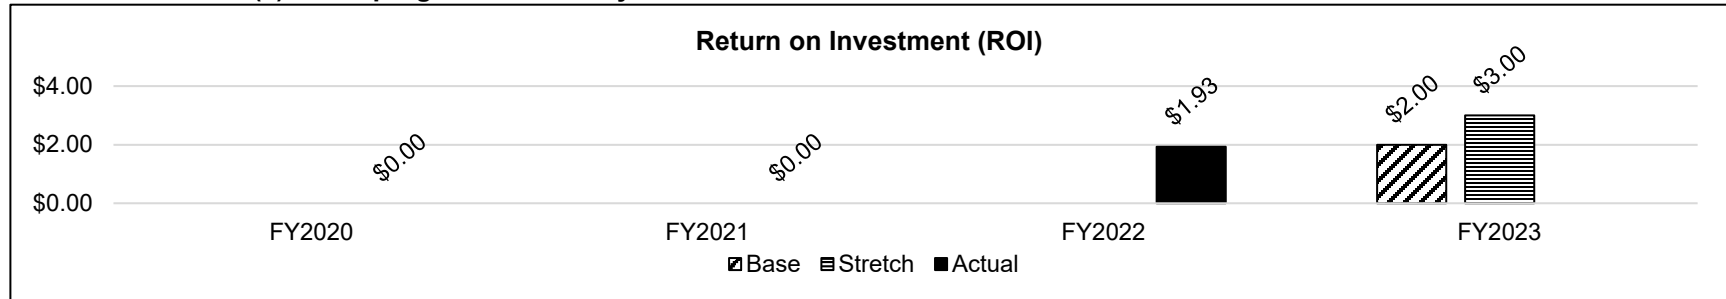 Return on Investment (ROI)
$4.00
$2.00
$0.00
$0.00
$0.00
$1.93
$2.00
$3.00
FY2020
FY2021
FY2022
FY2023
Base
Stretch
Actual